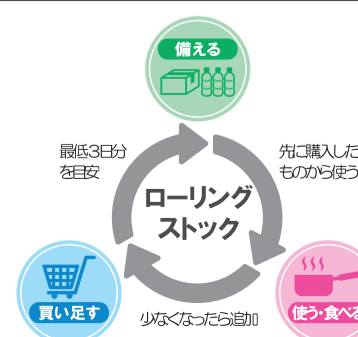 備える
最低3日分
を目安
先に購入した
ものから使う
ローリング
ストック
買い足す
使う・食べる
少なくなったら追加